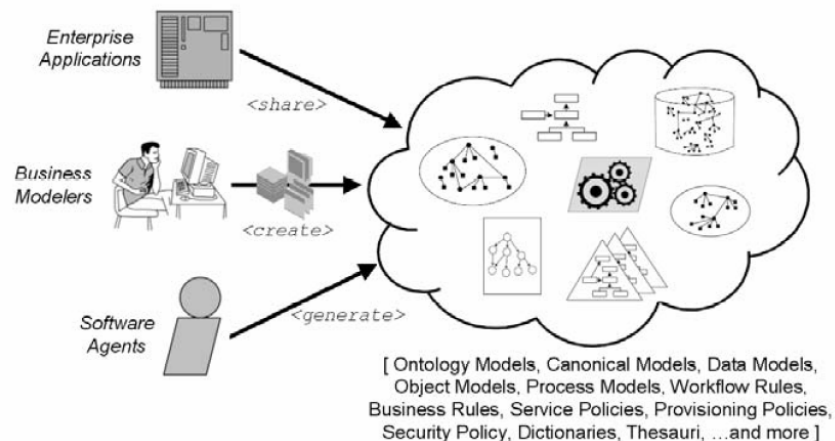 Enterprise
Applications
<share>
Business
Modelers
<create>
Software
Agents
<generate>
[ Ontology Models, Canonical Models, Data Models,
Object Models, Process Models, Workflow Rules,
Business Rules, Service Policies, Provisioning Policies,
Security Policy, Dictionaries, Thesauri, ...and more ]